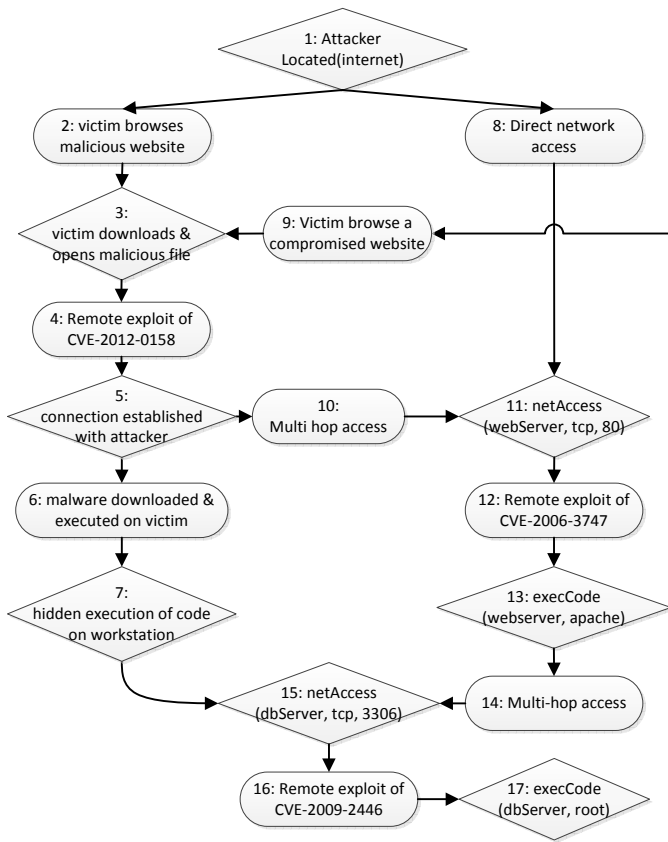 1: Attacker
Located(internet)
2: victim browses
malicious website
8: Direct network
access
3:
victim downloads &
opens malicious file
9: Victim browse a
compromised website
4: Remote exploit of
CVE-2012-0158
5:
connection established
with attacker
10:
Multi hop access
11: netAccess
(webServer, tcp, 80)
6: malware downloaded &
executed on victim
12: Remote exploit of
CVE-2006-3747
7:
hidden execution of code
on workstation
13: execCode
(webserver, apache)
15: netAccess
(dbServer, tcp, 3306)
14: Multi-hop access
16: Remote exploit of
CVE-2009-2446
17: execCode
(dbServer, root)